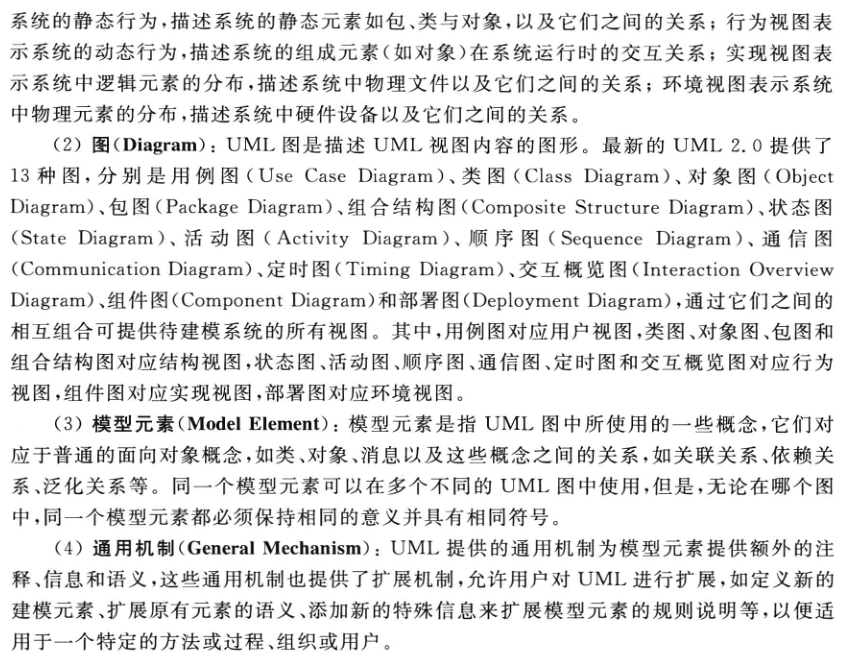 系统的静态行为,描述系统的静态元素如包、类与对象,以及它们之间的关系；行为视图表
示系统的动态行为,描述系统的组成元素(如对象)在系统运行时的交互关系；实现视图表
示系统中逻辑元素的分布,描述系统中物理文件以及它们之间的关系；环境视图表示系统
中物理元素的分布,描述系统中硬件设备以及它们之间的关系。
(2) 图(Diagram)：UML 图是描述 UML 视图内容的图形。最新的 UML 2.0 提供了
13 种图,分别是用例图(Use Case Diagram)、类图(Class Diagram)、对象图(Object
Diagram)、包图(Package Diagram)、组合结构图(Composite Structure Diagram)、状态图
(State Diagram)、活动图(Activity Diagram)、顺序图(Sequence Diagram)、通信图
(Communication Diagram)、定时图(Timing Diagram)、交互概览图(Interaction Overview
Diagram)、组件图(Component Diagram)和部署图(Deployment Diagram),通过它们之间的
相互组合可提供待建模系统的所有视图。其中,用例图对应用户视图,类图、对象图、包图和
组合结构图对应结构视图,状态图、活动图、顺序图、通信图、定时图和交互概览图对应行为
视图,组件图对应实现视图,部署图对应环境视图。
(3) 模型元素(Model Element)：模型元素是指 UML 图中所使用的一些概念,它们对
应于普通的面向对象概念,如类、对象、消息以及这些概念之间的关系,如关联关系、依赖关
系、泛化关系等。同一个模型元素可以在多个不同的 UML 图中使用,但是,无论在哪个图
中,同一个模型元素都必须保持相同的意义并具有相同符号。
(4) 通用机制(General Mechanism)：UML 提供的通用机制为模型元素提供额外的注
释、信息和语义,这些通用机制也提供了扩展机制,允许用户对 UML 进行扩展,如定义新的
建模元素、扩展原有元素的语义、添加新的特殊信息来扩展模型元素的规则说明等,以便适
用于一个特定的方法或过程、组织或用户。